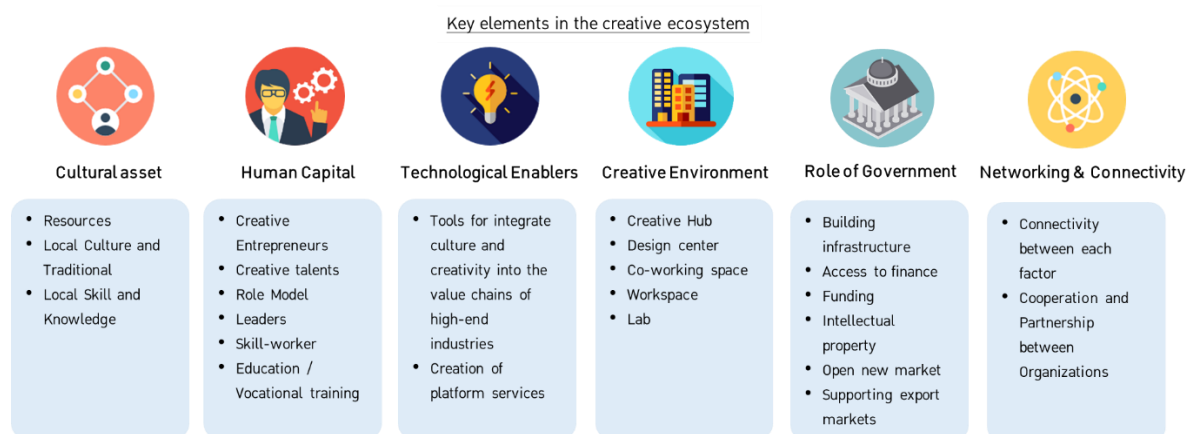 Key elements in the creative ecosystem
Cultural asset
• Resources
• Local Culture and
Traditional
• Local Skill and
Knowledge
Human Capital
• Creative
Entrepreneurs
• Creative talents
• Role Model
• Leaders
• Skill-worker
• Education /
Vocational training
Technological Enablers
• Tools for integrate
culture and
creativity into the
value chains of
high-end
industries
• Creation of
platform services
Creative Environment
• Creative Hub
• Design center
• Co-working space
• Workspace
• Lab
Role of Government
• Building
infrastructure
• Access to finance
• Funding
• Intellectual
property
• Open new market
• Supporting export
markets
Networking & Connectivity
• Connectivity
between each
factor
• Cooperation and
Partnership
between
Organizations